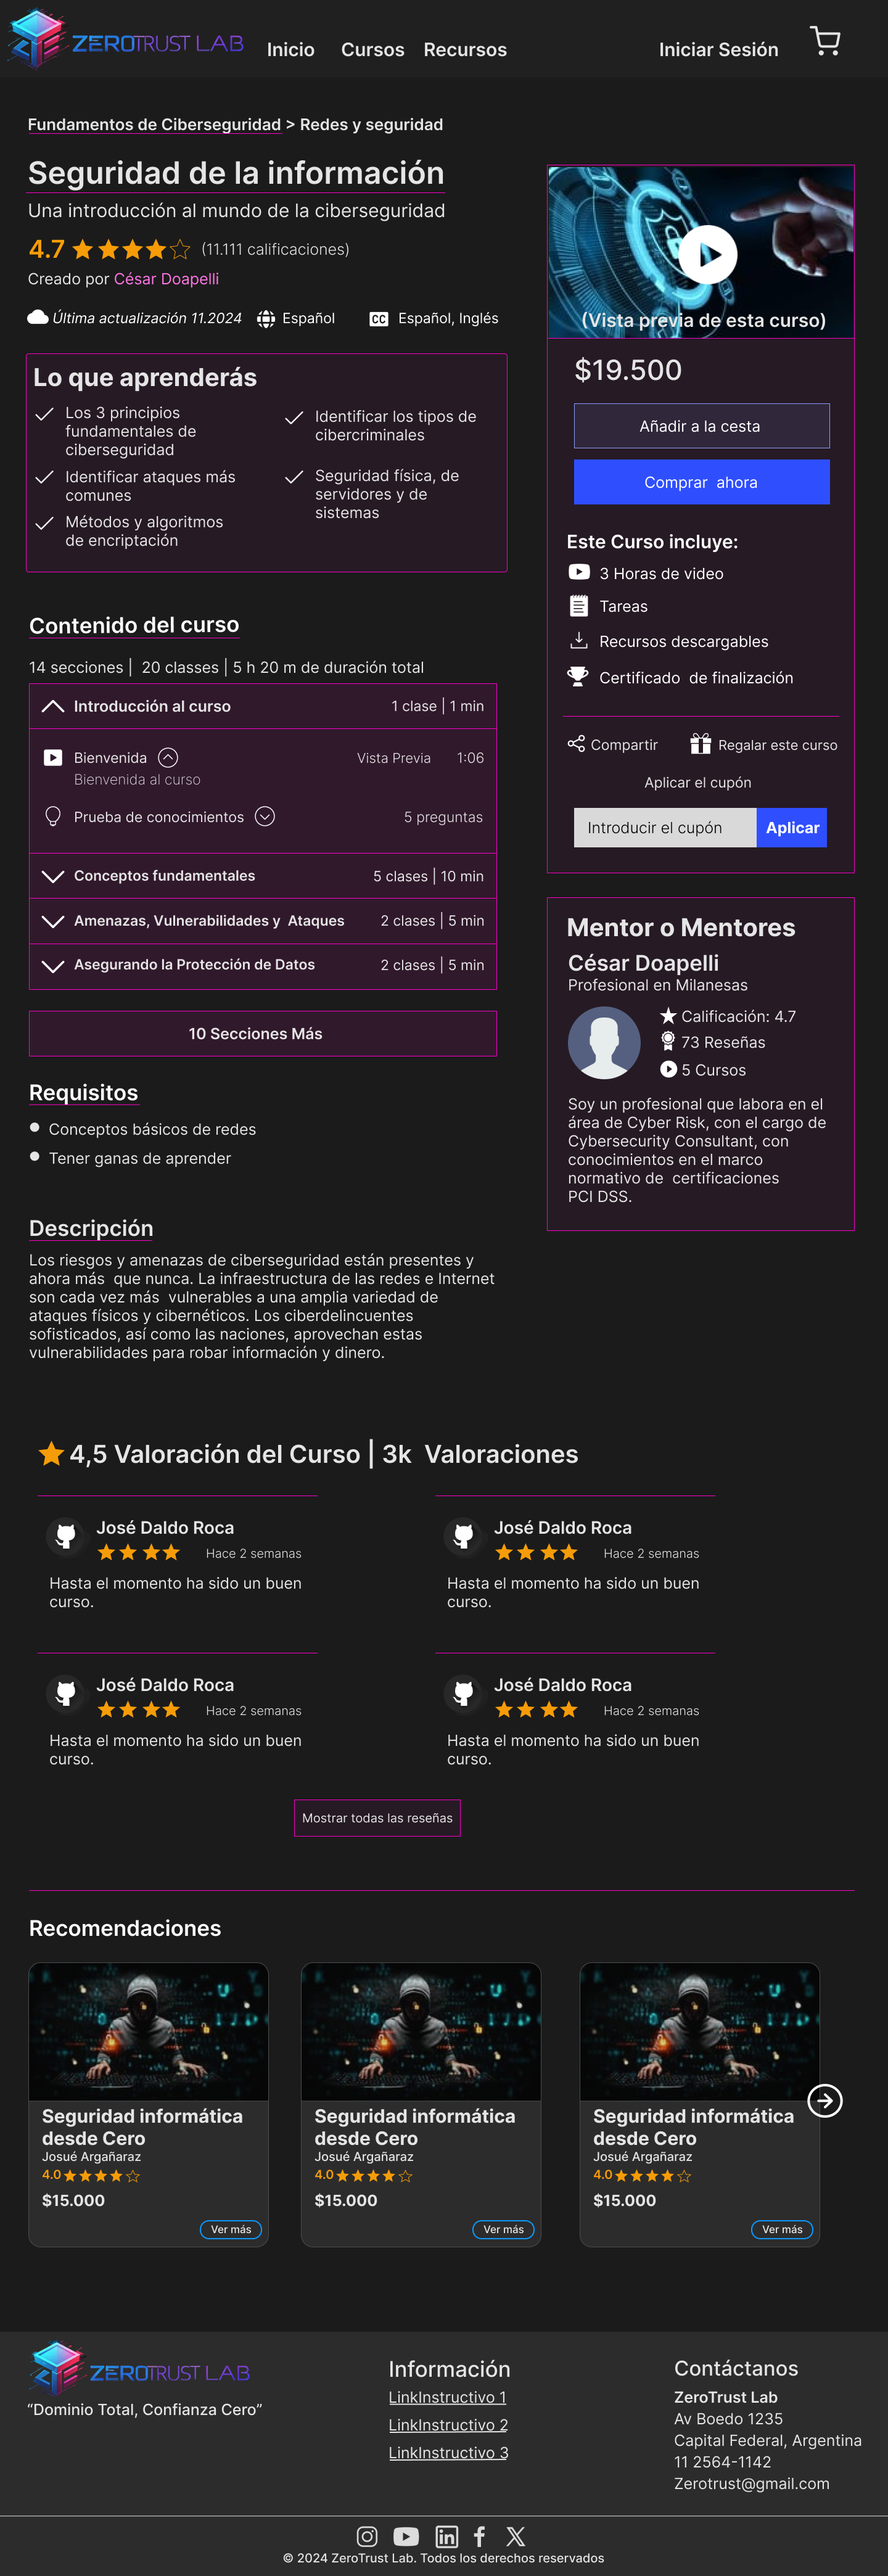 ZEROTRUST LAB
Inicio Cursos Recursos Iniciar Sesión
Fundamentos de Ciberseguridad > Redes y seguridad
Seguridad de la información
Una introducción al mundo de la ciberseguridad
4.7 (11.111 calificaciones)
Creado por César Doapelli
Última actualización 11.2024 Español CC Español, Inglés
Lo que aprenderás
Los 3 principios
fundamentales de
ciberseguridad
Identificar ataques más
comunes
Métodos y algoritmos
de encriptación
Identificar los tipos de
cibercriminales
Seguridad física, de
servidores y de
sistemas
(Vista previa de esta curso)
$19.500
Añadir a la cesta
Comprar  ahora
Este Curso incluye:
3 Horas de video
Tareas
Recursos descargables
Certificado  de finalización
Compartir Regalar este curso
Aplicar el cupón
Introducir el cupón Aplicar
Contenido del curso
14 secciones |  20 classes | 5 h 20 m de duración total
Introducción al curso 1 clase | 1 min
Bienvenida Vista Previa 1:06
Bienvenida al curso
Prueba de conocimientos 5 preguntas
Conceptos fundamentales 5 clases | 10 min
Amenazas, Vulnerabilidades y  Ataques 2 clases | 5 min
Asegurando la Protección de Datos 2 clases | 5 min
10 Secciones Más
Mentor o Mentores
César Doapelli
Profesional en Milanesas
Calificación: 4.7
73 Reseñas
5 Cursos
Soy un profesional que labora en el
área de Cyber Risk, con el cargo de
Cybersecurity Consultant, con
conocimientos en el marco
normativo de  certificaciones
PCI DSS.
Requisitos
Conceptos básicos de redes
Tener ganas de aprender
Descripción
Los riesgos y amenazas de ciberseguridad están presentes y
ahora más  que nunca. La infraestructura de las redes e Internet
son cada vez más  vulnerables a una amplia variedad de
ataques físicos y cibernéticos. Los ciberdelincuentes
sofisticados, así como las naciones, aprovechan estas
vulnerabilidades para robar información y dinero.
4,5 Valoración del Curso | 3k  Valoraciones
José Daldo Roca
Hace 2 semanas
Hasta el momento ha sido un buen
curso.
José Daldo Roca
Hace 2 semanas
Hasta el momento ha sido un buen
curso.
José Daldo Roca
Hace 2 semanas
Hasta el momento ha sido un buen
curso.
José Daldo Roca
Hace 2 semanas
Hasta el momento ha sido un buen
curso.
Mostrar todas las reseñas
Recomendaciones
Seguridad informática
desde Cero
Josué Argañaraz
4.0
$15.000
Ver más
Seguridad informática
desde Cero
Josué Argañaraz
4.0
$15.000
Ver más
Seguridad informática
desde Cero
Josué Argañaraz
4.0
$15.000
Ver más
ZEROTRUST LAB
“Dominio Total, Confianza Cero”
Información
LinkInstructivo 1
LinkInstructivo 2
LinkInstructivo 3
Contáctanos
ZeroTrust Lab
Av Boedo 1235
Capital Federal, Argentina
11 2564-1142
Zerotrust@gmail.com
© 2024 ZeroTrust Lab. Todos los derechos reservados